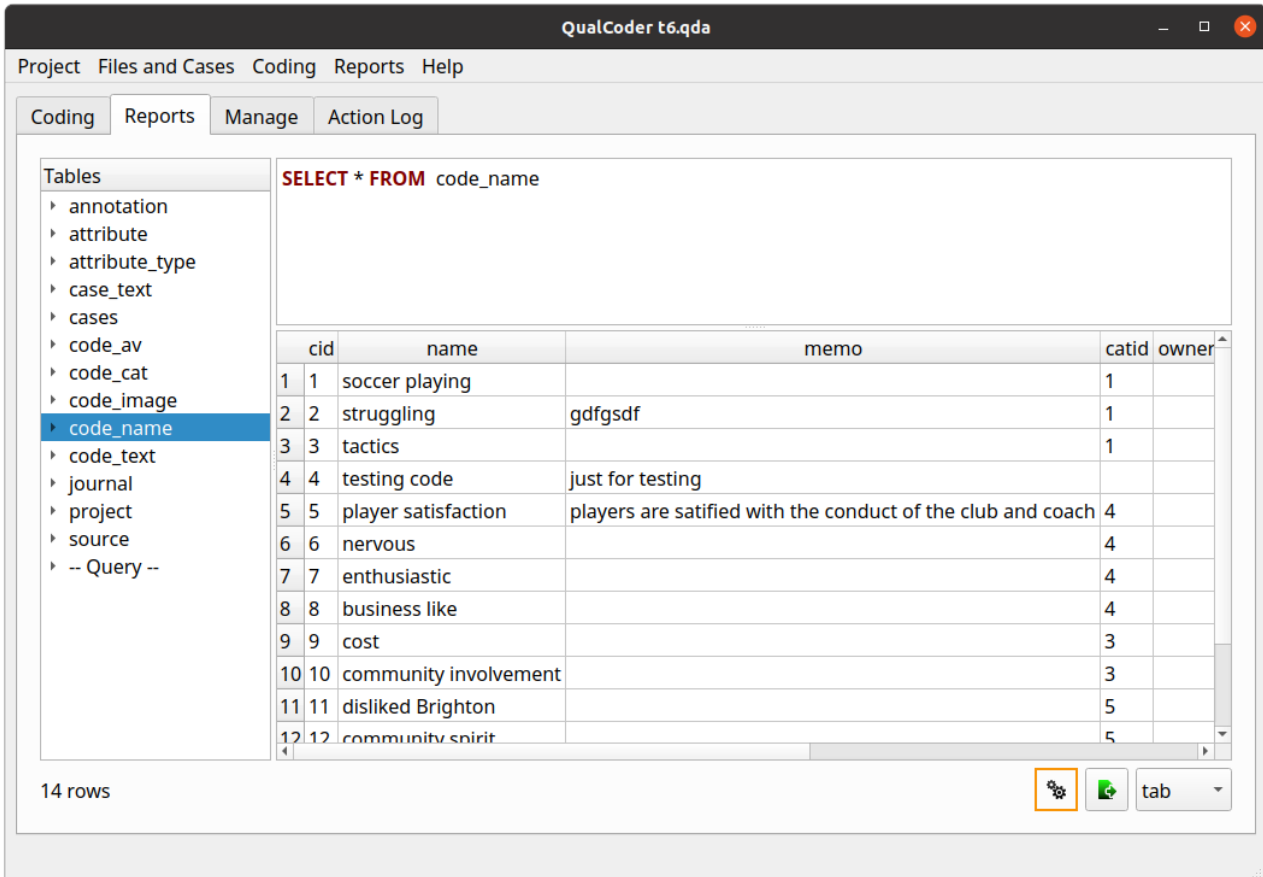 QualCoder t6.qda
Project Files and Cases Coding Reports Help
Coding Reports Manage Action Log
Tables
annotation
attribute
attribute_type
case_text
cases
code_av
code_cat
code_image
code_name
code_text
journal
project
source
-- Query --
SELECT * FROM code_name
cid name memo catid owner
1 1 soccer playing 1
2 2 struggling gdfgsdf 1
3 3 tactics 1
4 4 testing code just for testing
5 5 player satisfaction players are satified with the conduct of the club and coach 4
6 6 nervous 4
7 7 enthusiastic 4
8 8 business like 4
9 9 cost 3
10 10 community involvement 3
11 11 disliked Brighton 5
12 12 community spirit 5
14 rows
tab